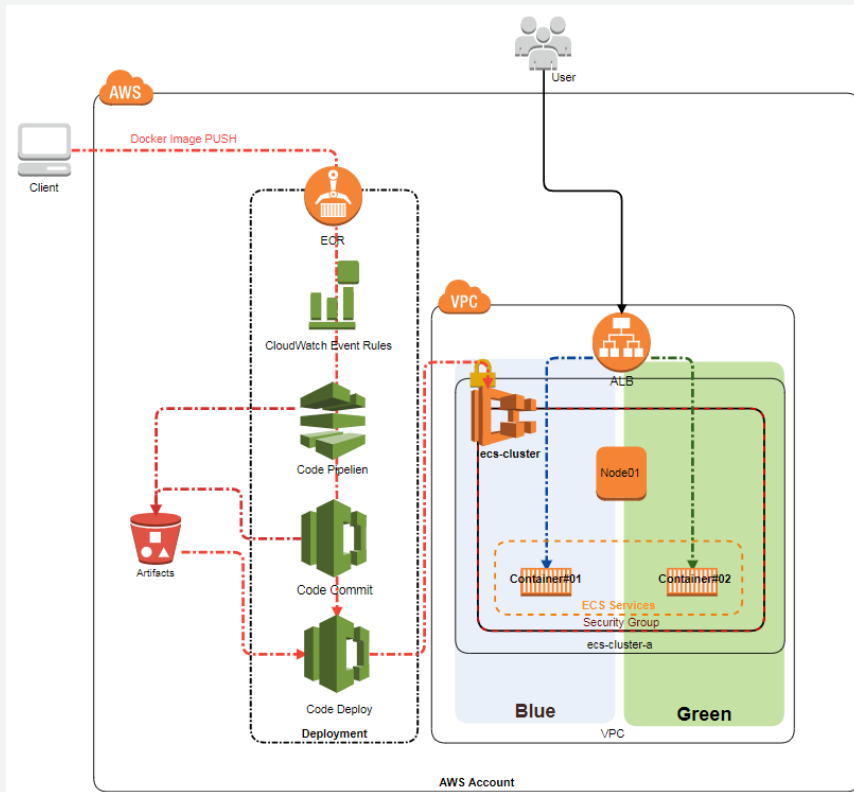 User
AWS
Docker Image PUSH
Client
ECR
CloudWatch Event Rules
VPC
ALB
Code Pipelien
ecs-cluster
Node01
Artifacts
Code Commit
Container#01
Container#02
ECS Services
Security Group
ecs-cluster-a
Code Deploy
Blue
Green
Deployment
VPC
AWS Account